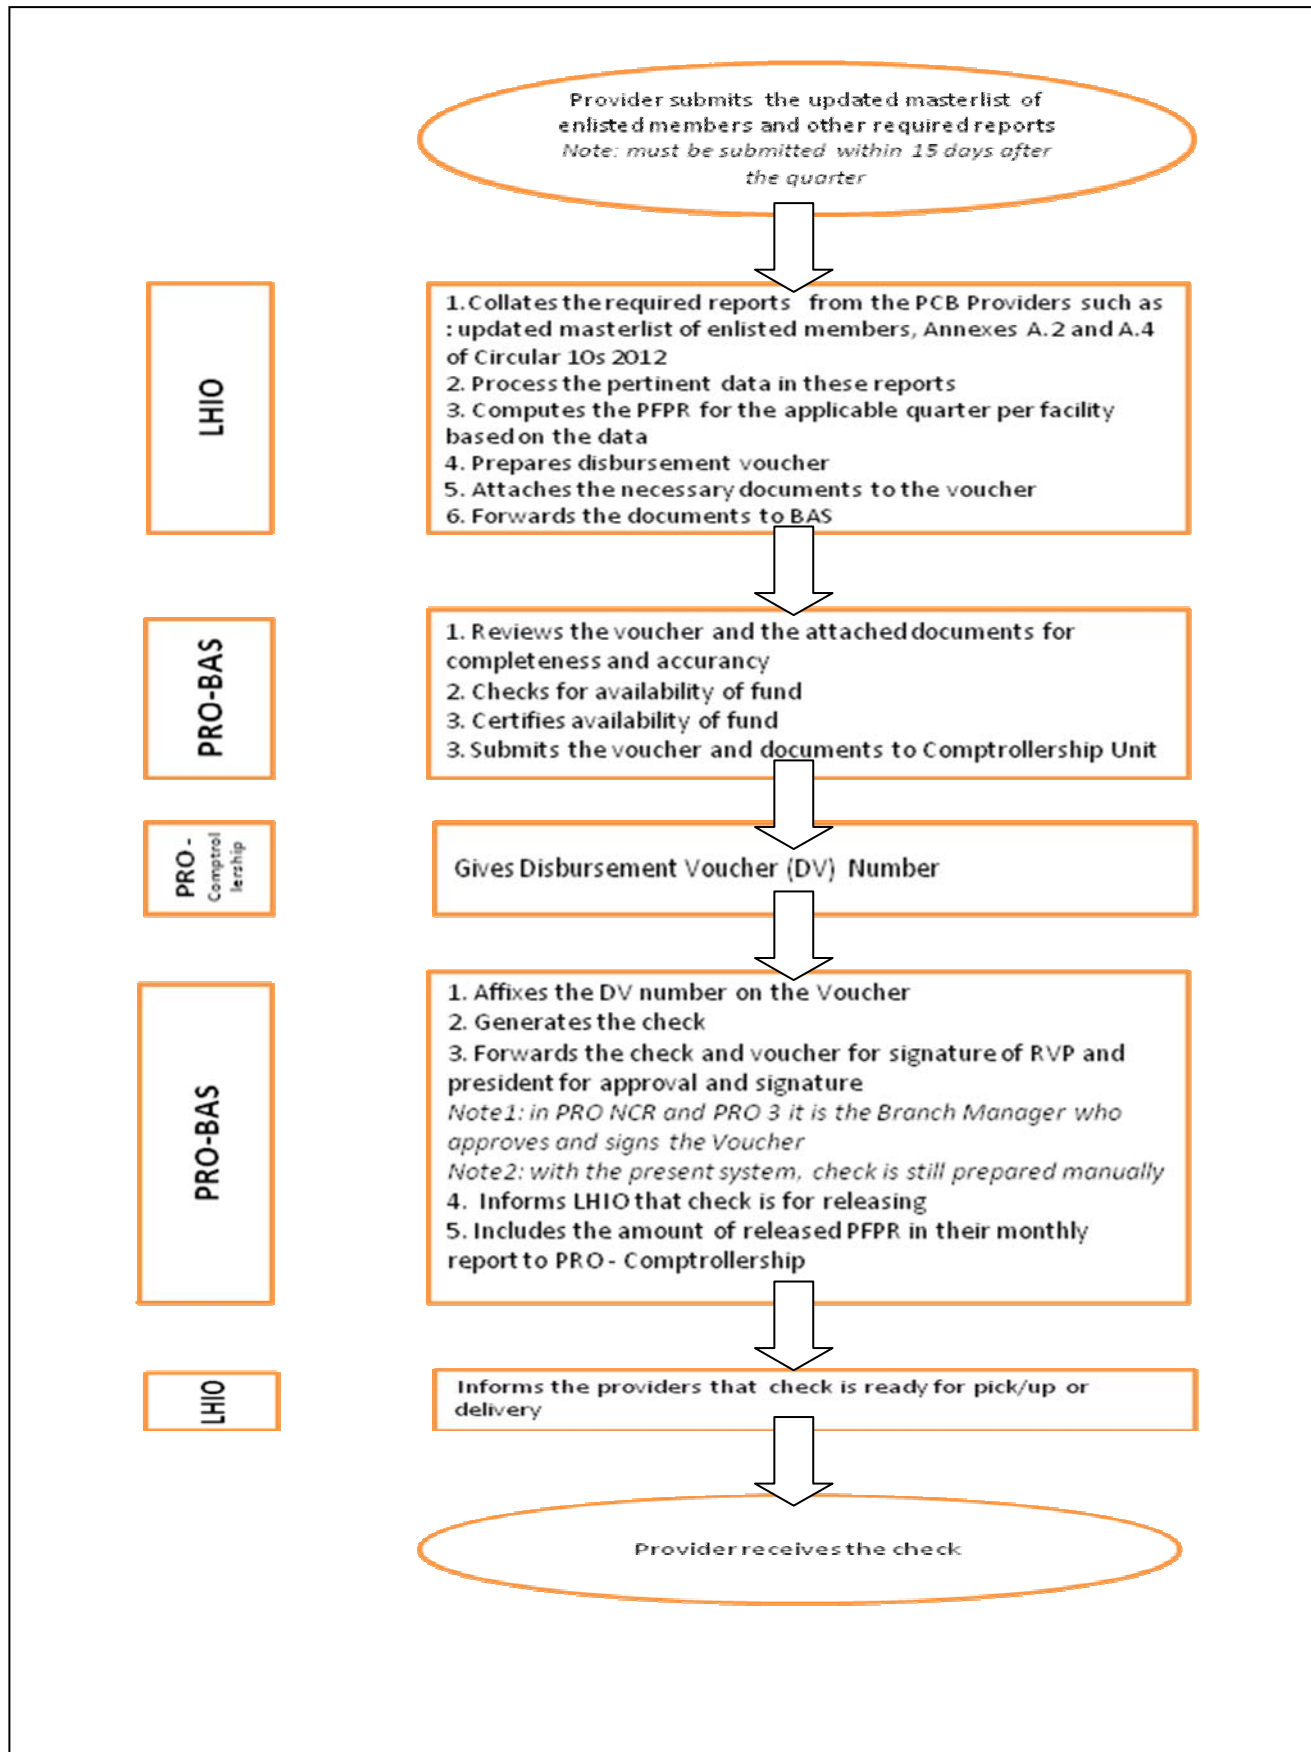 Provider submits the updated masterlist of
enlisted members and other required reports
Note: must be submitted within 15 days after
the quarter
LHIO
1. Collates the required reports from the PCB Providers such as
: updated masterlist of enlisted members, Annexes A.2 and A.4
of Circular 10s 2012
2. Process the pertinent data in these reports
3. Computes the PFPR for the applicable quarter per facility
based on the data
4. Prepares disbursement voucher
5. Attaches the necessary documents to the voucher
6. Forwards the documents to BAS
PRO-BAS
1. Reviews the voucher and the attached documents for
completeness and accurancy
2. Checks for availability of fund
3. Certifies availability of fund
3. Submits the voucher and documents to Comptrollership Unit
PRO -
Comptrol
lership
Gives Disbursement Voucher (DV) Number
PRO-BAS
1. Affixes the DV number on the Voucher
2. Generates the check
3. Forwards the check and voucher for signature of RVP and
president for approval and signature
Note1: in PRO NCR and PRO 3 it is the Branch Manager who
approves and signs the Voucher
Note2: with the present system, check is still prepared manually
4. Informs LHIO that check is for releasing
5. Includes the amount of released PFPR in their monthly
report to PRO - Comptrollership
LHIO
Informs the providers that check is ready for pick/up or
delivery
Provider receives the check